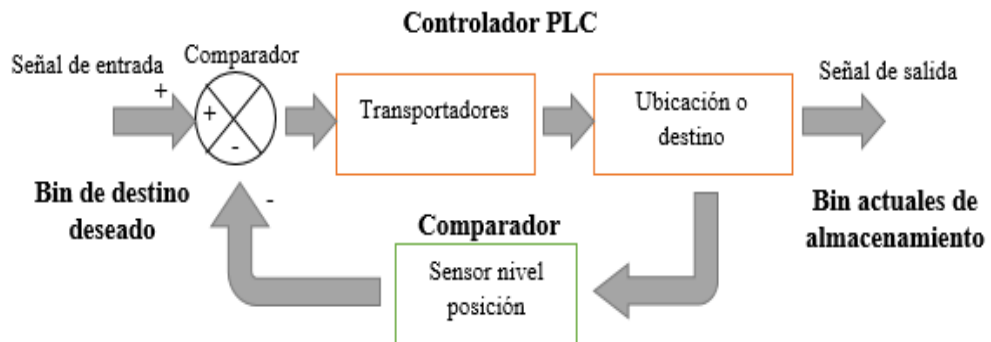 Controlador PLC
Señal de entrada
+
Comparador
+
-
Transportadores
Ubicación o
destino
Señal de salida
Bin de destino
deseado
-
Comparador
Sensor nivel
posición
Bin actuales de
almacenamiento